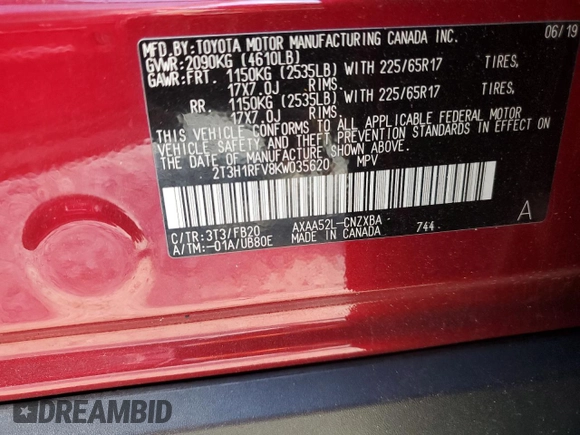 MFD.BY:TOYOTA MOTOR MANUFACTURING CANADA INC. 06/19
GVWR:2090KG (4610LB)
GAWR:FRT. 1150KG (2535LB) WITH 225/65R17 TIRES,
17X7.0J RIMS.
RR. 1150KG (2535LB) WITH 225/65R17 TIRES,
17X7.0J RIMS.
THIS VEHICLE CONFORMS TO ALL APPLICABLE FEDERAL MOTOR
VEHICLE SAFETY AND THEFT PREVENTION STANDARDS IN EFFECT
ON THE DATE OF MANUFACTURE SHOWN ABOVE.
2T3H1RFV8KW035620 MPV
C/TR:3T3/FB20 AXAA52L-CNZXBA 744 A
A/TM:-01A/U680E MADE IN CANADA
DREAMBID